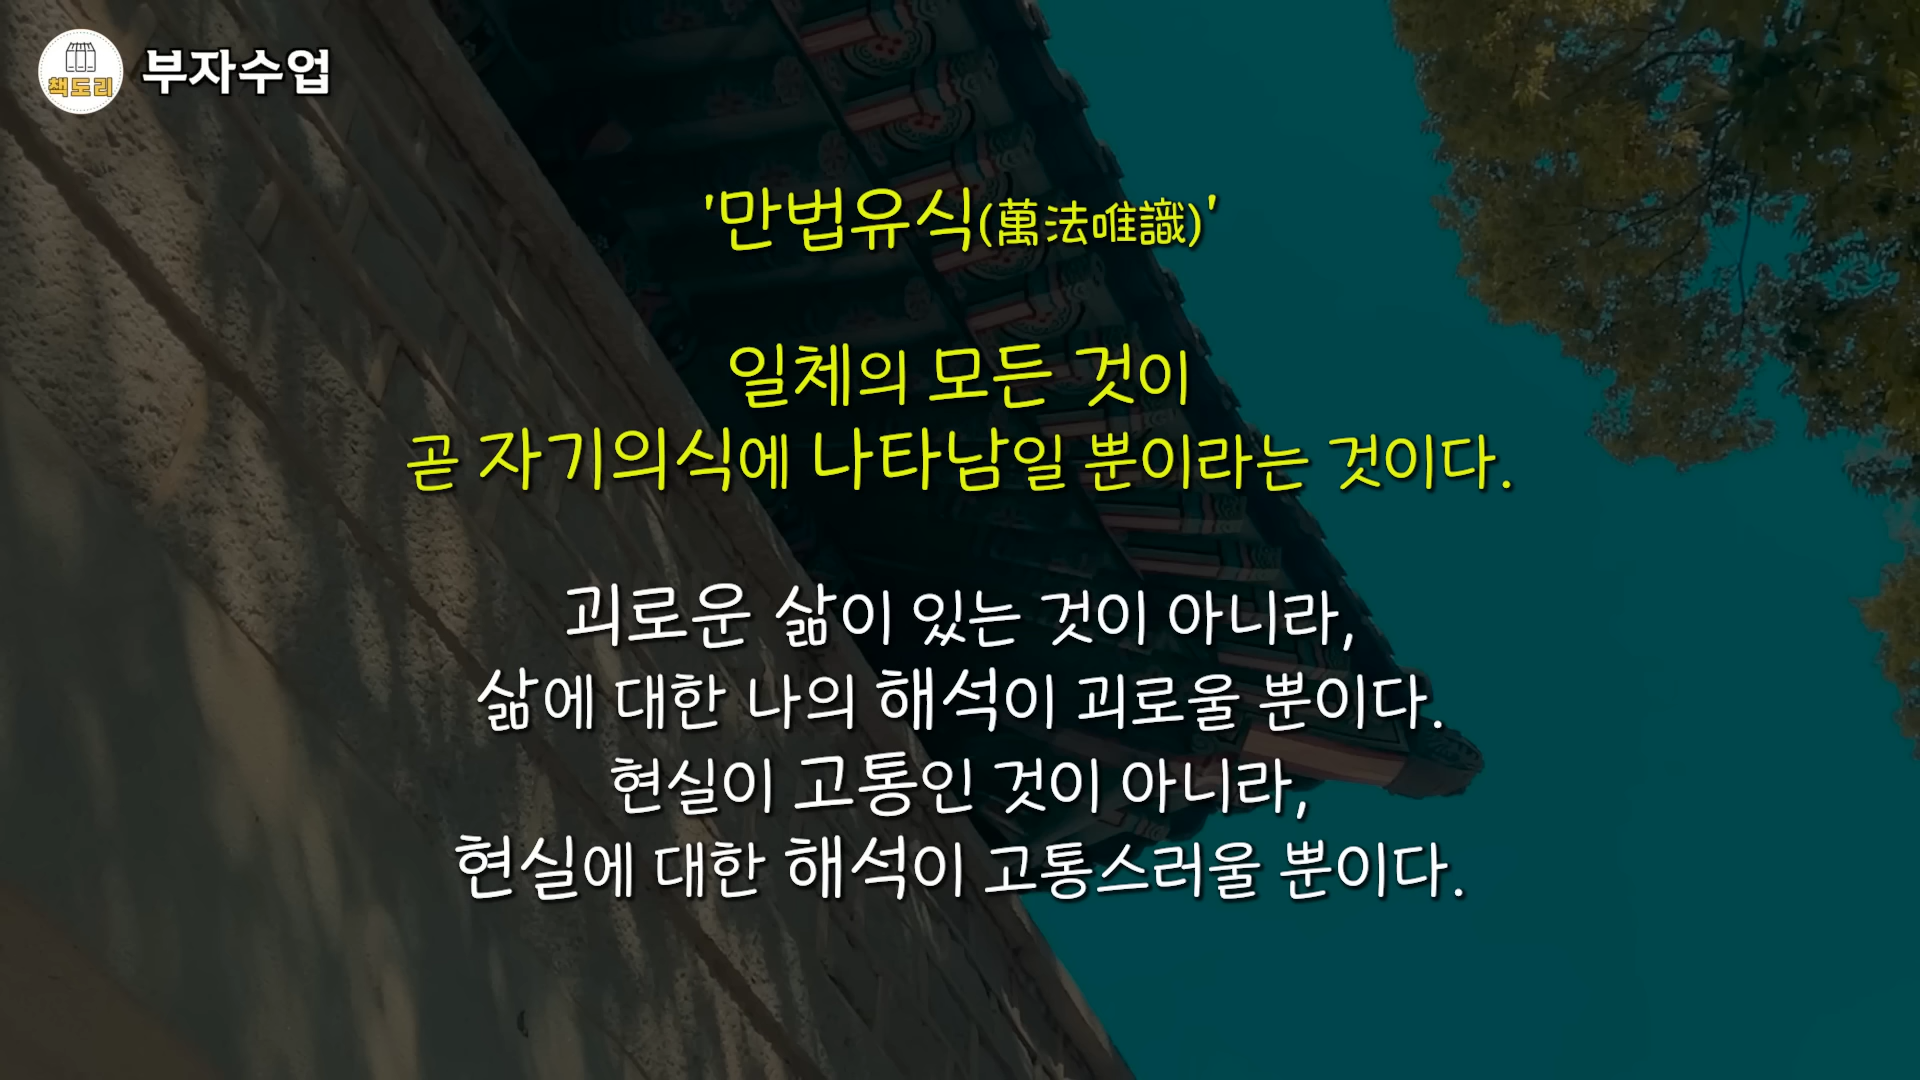 책도리
부자수업
'만법유식(萬法唯識)'
일체의 모든 것이
곧 자기의식에 나타남일 뿐이라는 것이다.
괴로운 삶이 있는 것이 아니라,
삶에 대한 나의 해석이 괴로울 뿐이다.
현실이 고통인 것이 아니라,
현실에 대한 해석이 고통스러울 뿐이다.